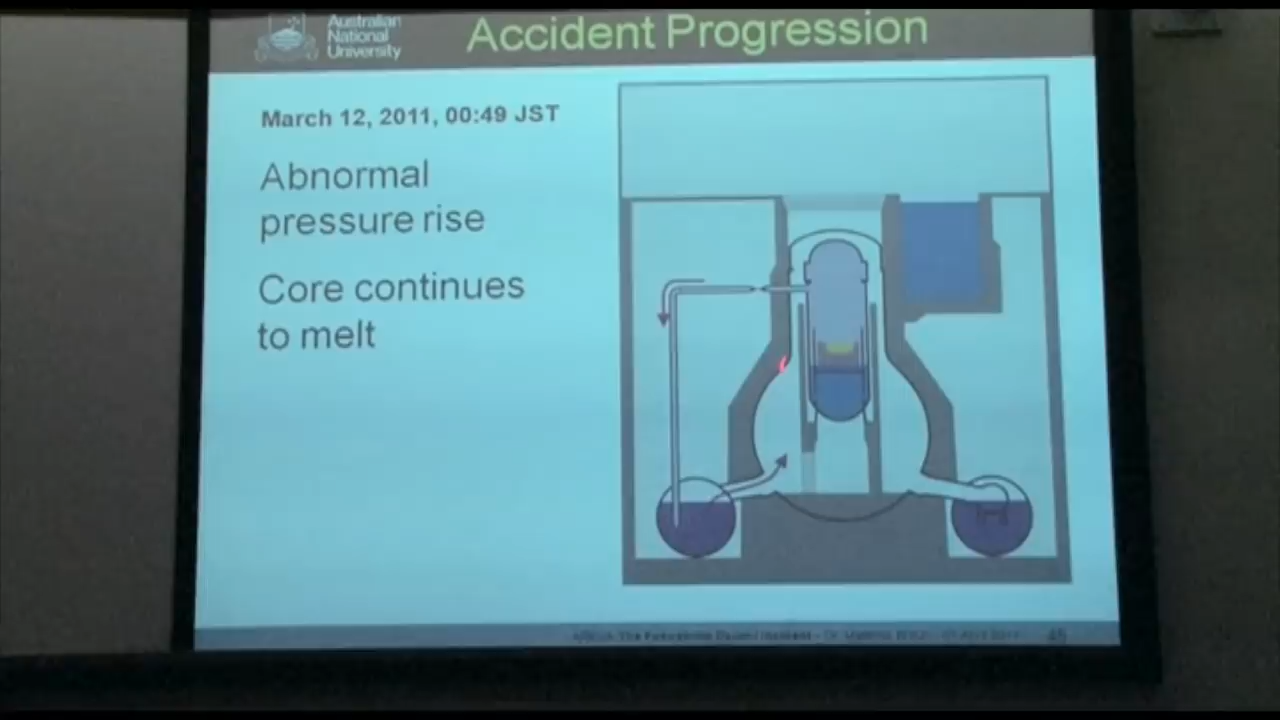 Australian
National
University
Accident Progression
March 12, 2011, 00:49 JST
Abnormal
pressure rise
Core continues
to melt